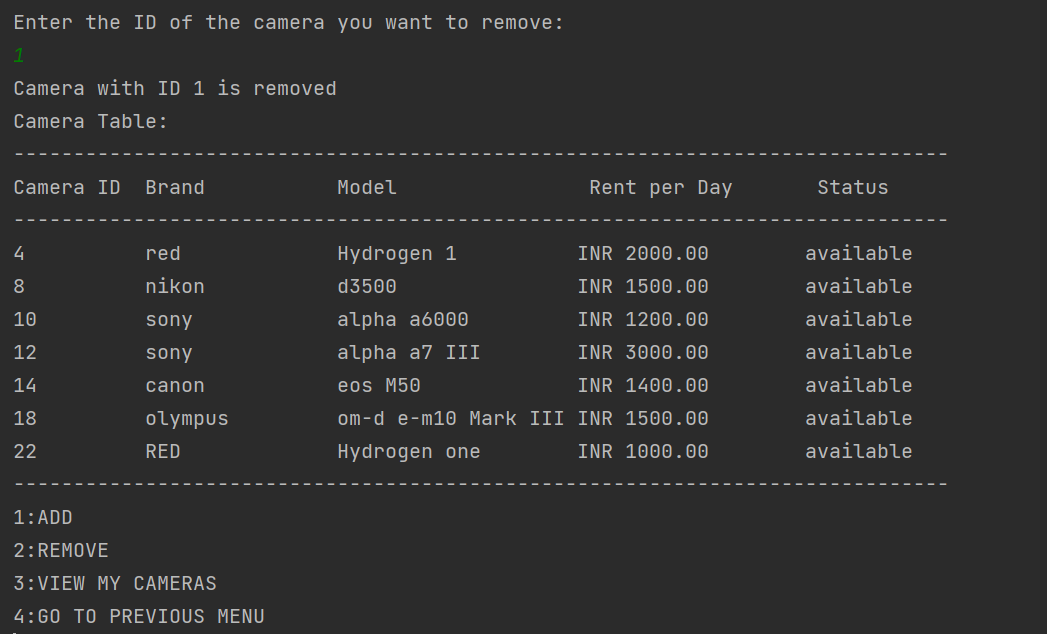 Enter the ID of the camera you want to remove:
1
Camera with ID 1 is removed
Camera Table:
------------------------------------------------------------------------------
Camera ID  Brand           Model                Rent per Day       Status
------------------------------------------------------------------------------
4          red             Hydrogen 1          INR 2000.00        available
8          nikon           d3500               INR 1500.00        available
10         sony            alpha a6000         INR 1200.00        available
12         sony            alpha a7 III        INR 3000.00        available
14         canon           eos M50             INR 1400.00        available
18         olympus         om-d e-m10 Mark III INR 1500.00        available
22         RED             Hydrogen one        INR 1000.00        available
------------------------------------------------------------------------------
1:ADD
2:REMOVE
3:VIEW MY CAMERAS
4:GO TO PREVIOUS MENU